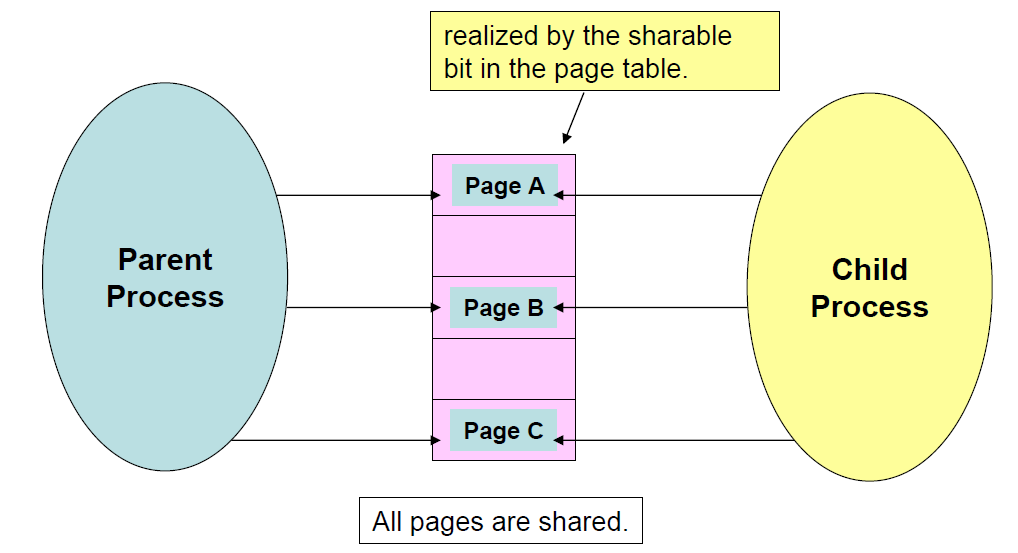 realized by the sharable
bit in the page table.
Parent
Process
Page A
Page B
Page C
Child
Process
All pages are shared.